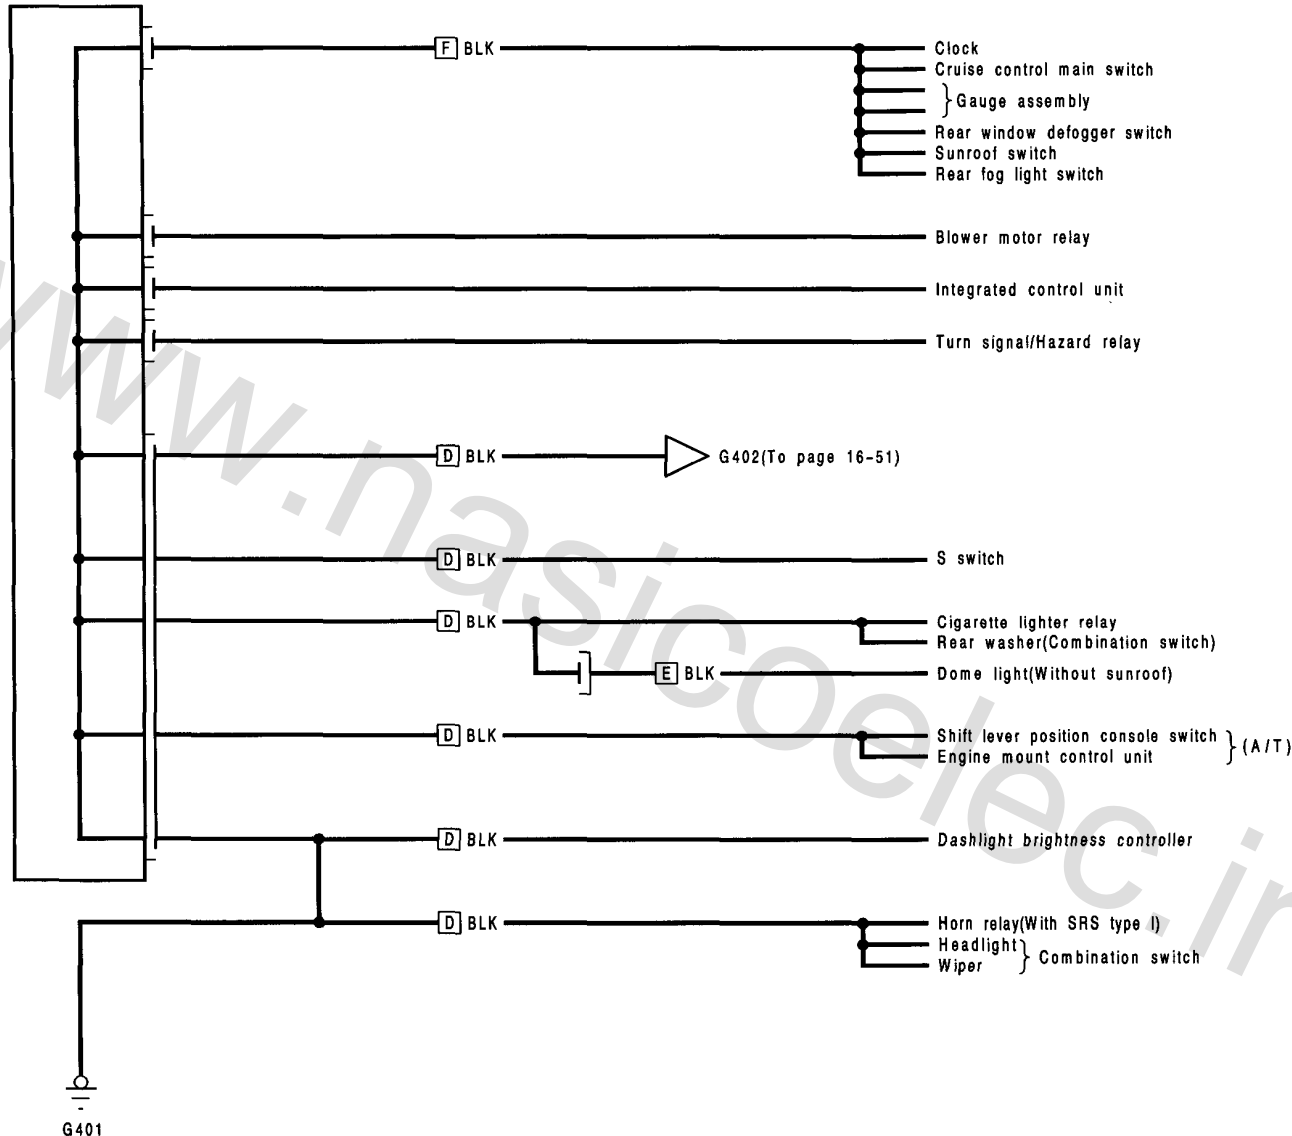 F BLK
Clock
Cruise control main switch
Gauge assembly
Rear window defogger switch
Sunroof switch
Rear fog light switch
Blower motor relay
Integrated control unit
Turn signal/Hazard relay
D BLK
G402(To page 16-51)
D BLK
S switch
D BLK
Cigarette lighter relay
Rear washer(Combination switch)
E BLK
Dome light(Without sunroof)
D BLK
Shift lever position console switch
Engine mount control unit
(A/T)
D BLK
Dashlight brightness controller
D BLK
Horn relay(With SRS type I)
Headlight
Wiper
Combination switch
G401
www.nasicoelec.ir